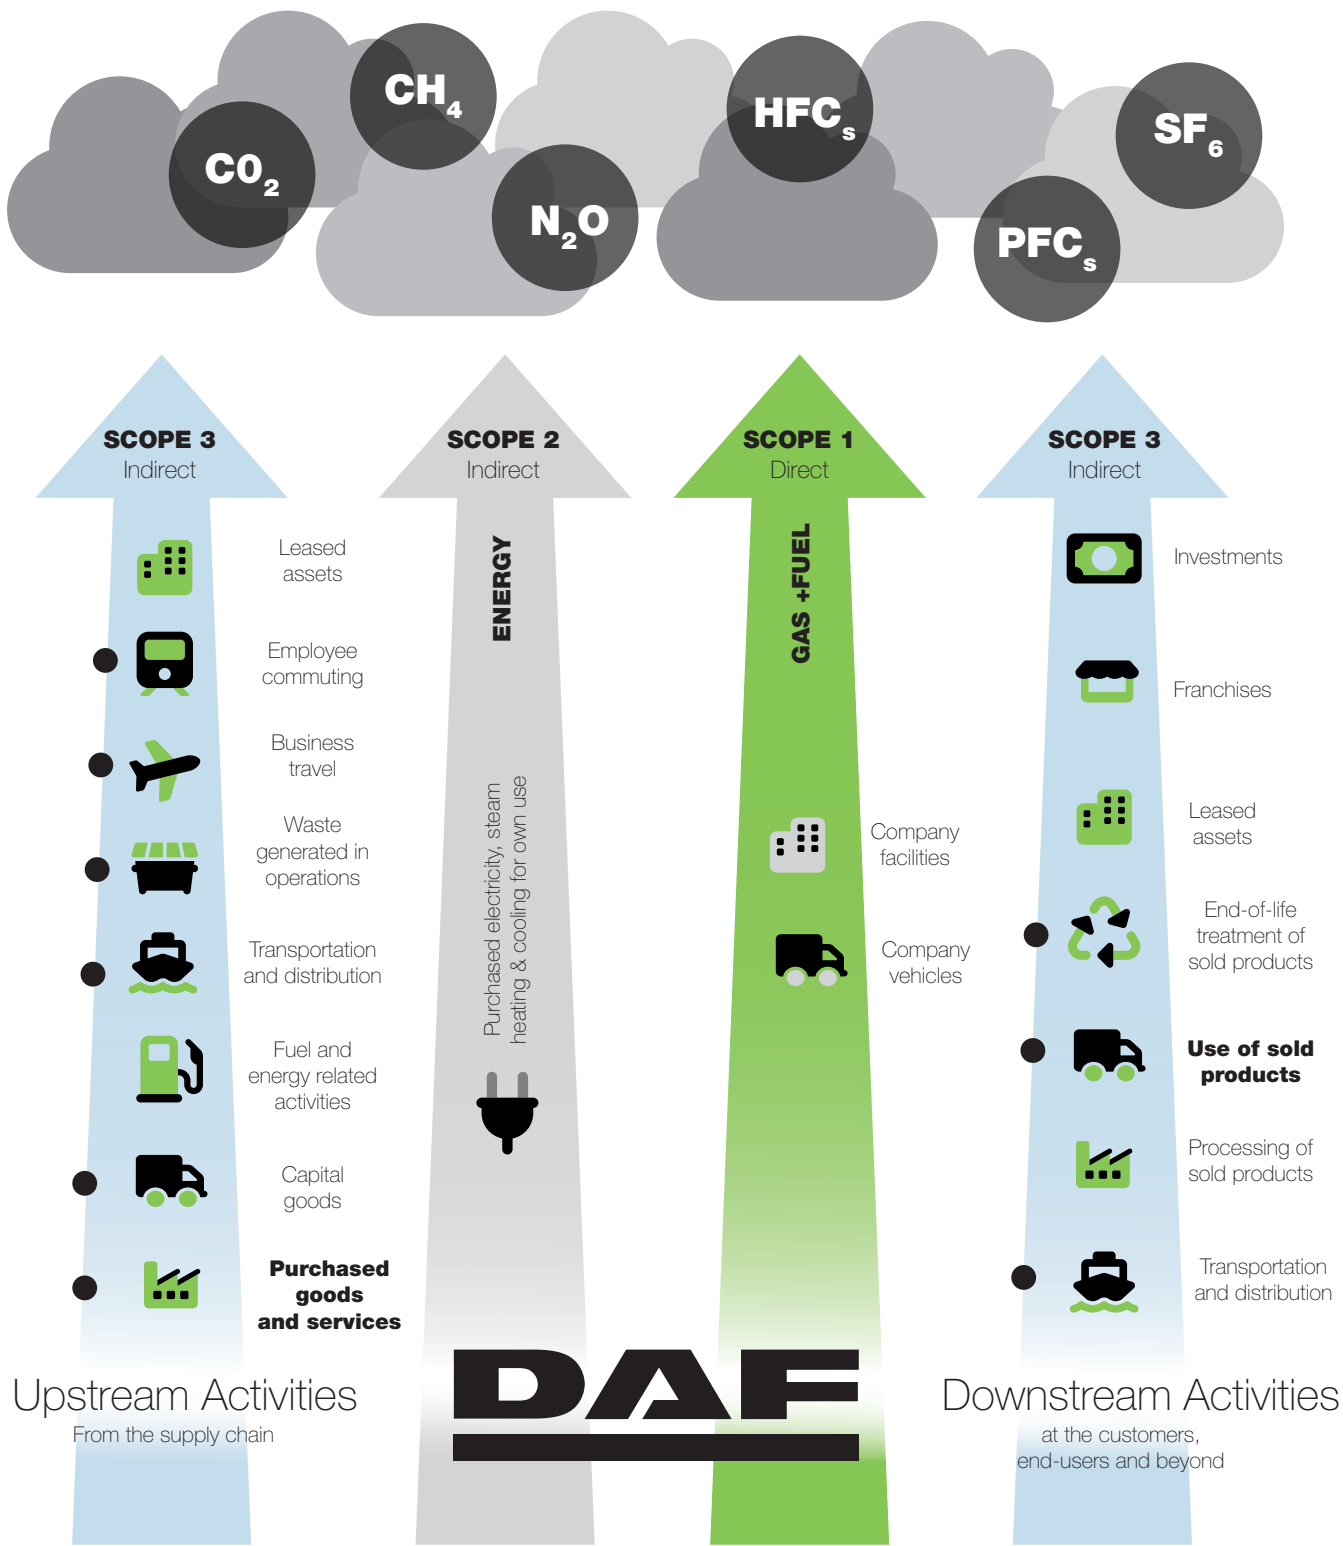 CH4
HFCs
SF6
C02
N2O
PFCs
SCOPE 3
Indirect
Leased
assets
Employee
commuting
Business
travel
Waste
generated in
operations
Transportation
and distribution
Fuel and
energy related
activities
Capital
goods
Purchased
goods
and services
Upstream Activities
From the supply chain
SCOPE 2
Indirect
ENERGY
Purchased electricity, steam
heating & cooling for own use
SCOPE 1
Direct
GAS +FUEL
Company
facilities
Company
vehicles
DAF
SCOPE 3
Indirect
Investments
Franchises
Leased
assets
End-of-life
treatment of
sold products
Use of sold
products
Processing of
sold products
Transportation
and distribution
Downstream Activities
at the customers,
end-users and beyond